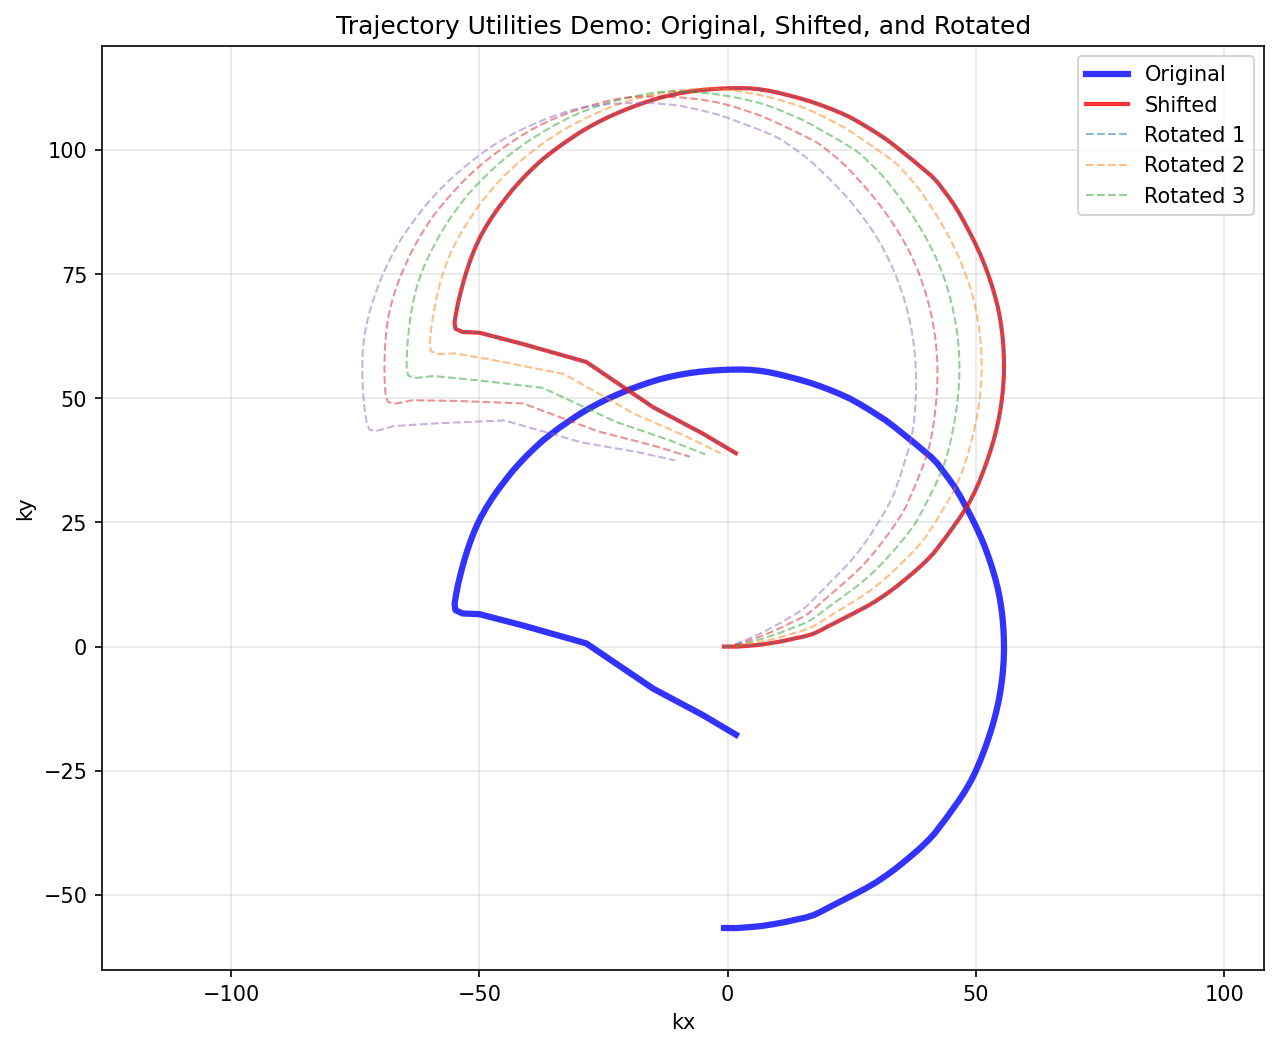 Trajectory Utilities Demo: Original, Shifted, and Rotated
Original
Shifted
Rotated 1
Rotated 2
Rotated 3
ky
100
75
50
25
0
−25
−50
−100
−50
0
50
100
kx